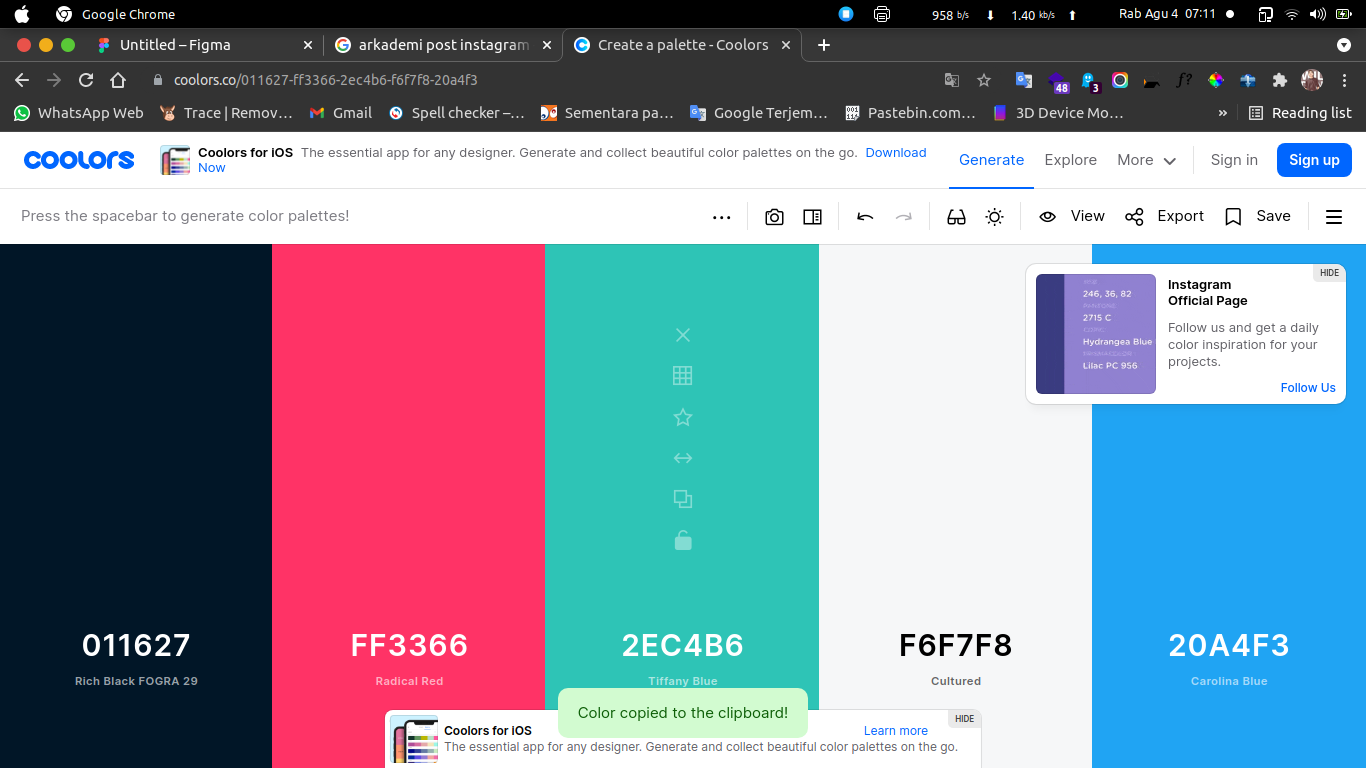 Google Chrome
958 b/s
1.40 kb/s
Rab Agu 4 07:11
Untitled – Figma
arkademi post instagram
Create a palette - Coolors
coolors.co/011627-ff3366-2ec4b6-f6f7f8-20a4f3
48
3
f?
WhatsApp Web
Trace | Remov…
Gmail
Spell checker –…
Sementara pa…
Google Terjem…
Pastebin.com…
3D Device Mo…
»
Reading list
coolors
Coolors for iOS The essential app for any designer. Generate and collect beautiful color palettes on the go. Download
Now
Generate
Explore
More
Sign in
Sign up
Press the spacebar to generate color palettes!
View
Export
Save
HIDE
246, 36, 82
PANTONE
2715 C
Hydrangea Blue
Lilac PC 956
Instagram
Official Page
Follow us and get a daily
color inspiration for your
projects.
Follow Us
011627
Rich Black FOGRA 29
FF3366
Radical Red
2EC4B6
Tiffany Blue
F6F7F8
Cultured
20A4F3
Carolina Blue
Color copied to the clipboard!
HIDE
Coolors for iOS
Learn more
The essential app for any designer. Generate and collect beautiful color palettes on the go.